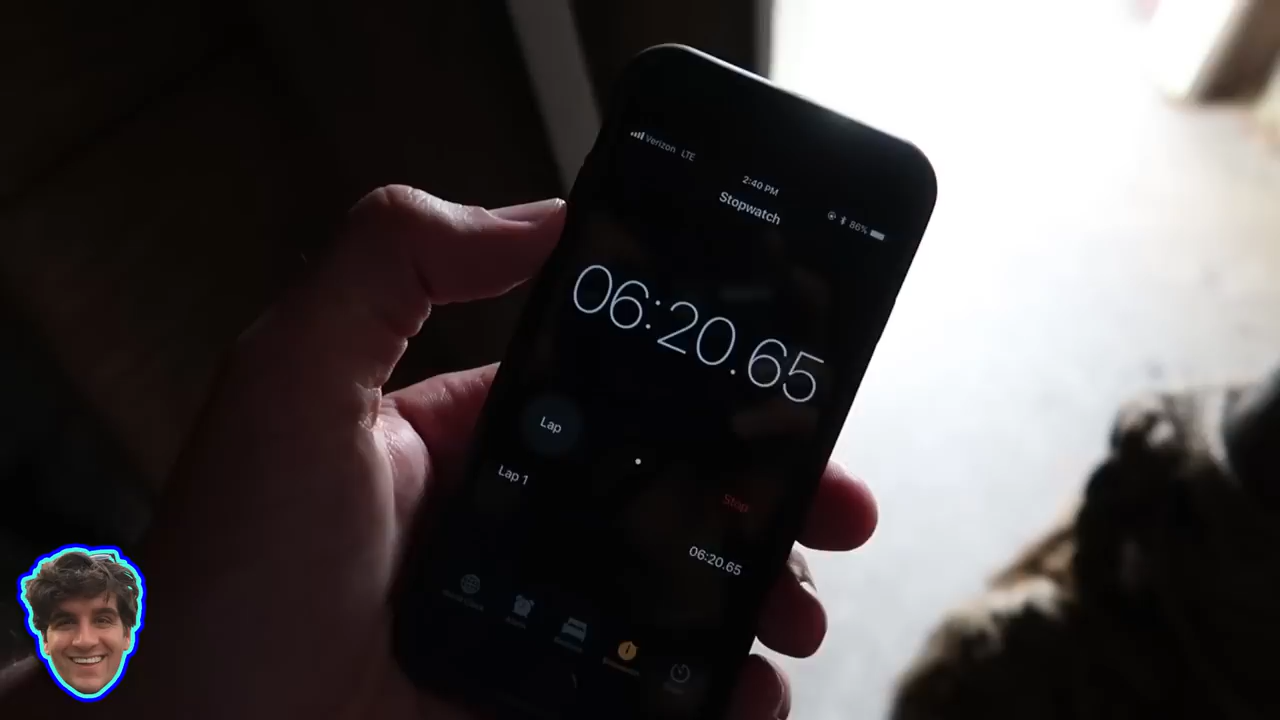 Verizon LTE
2:40 PM
86%
Stopwatch
06:20.65
Lap
Stop
Lap 1
06:20.65